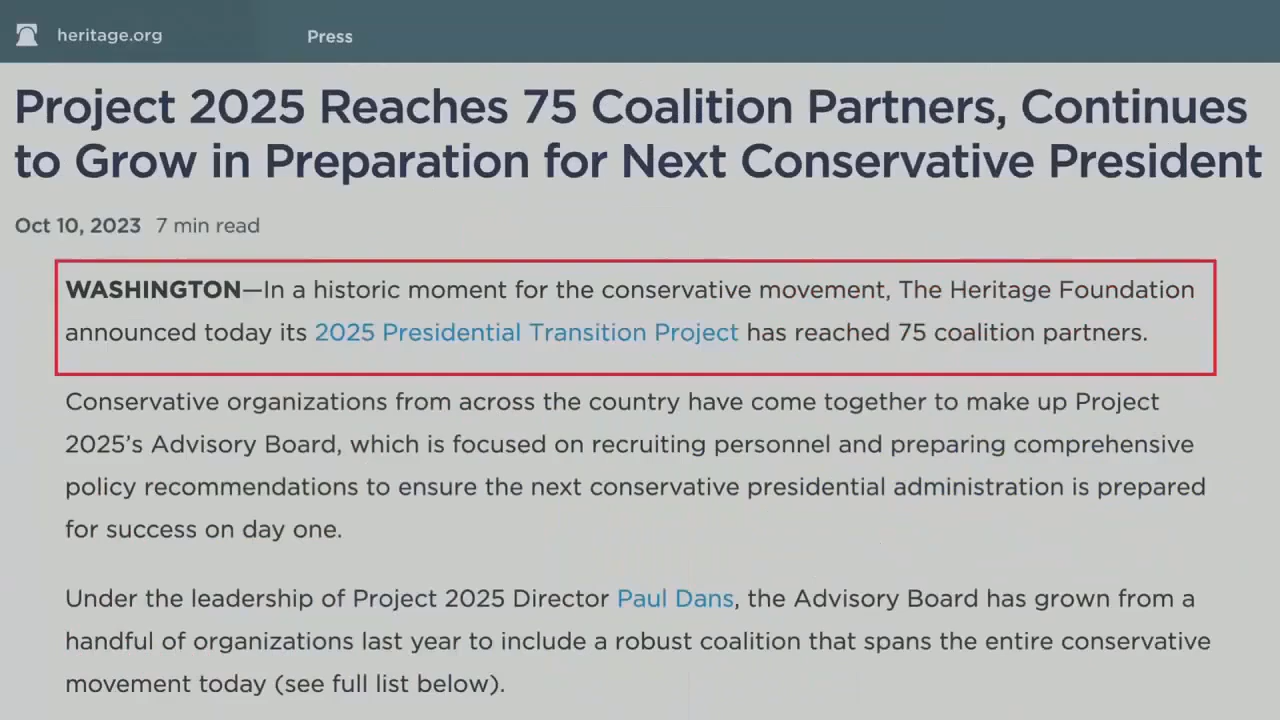 heritage.org
Press
Project 2025 Reaches 75 Coalition Partners, Continues
to Grow in Preparation for Next Conservative President
Oct 10, 2023 7 min read
WASHINGTON—In a historic moment for the conservative movement, The Heritage Foundation
announced today its 2025 Presidential Transition Project has reached 75 coalition partners.
Conservative organizations from across the country have come together to make up Project
2025’s Advisory Board, which is focused on recruiting personnel and preparing comprehensive
policy recommendations to ensure the next conservative presidential administration is prepared
for success on day one.
Under the leadership of Project 2025 Director Paul Dans, the Advisory Board has grown from a
handful of organizations last year to include a robust coalition that spans the entire conservative
movement today (see full list below).